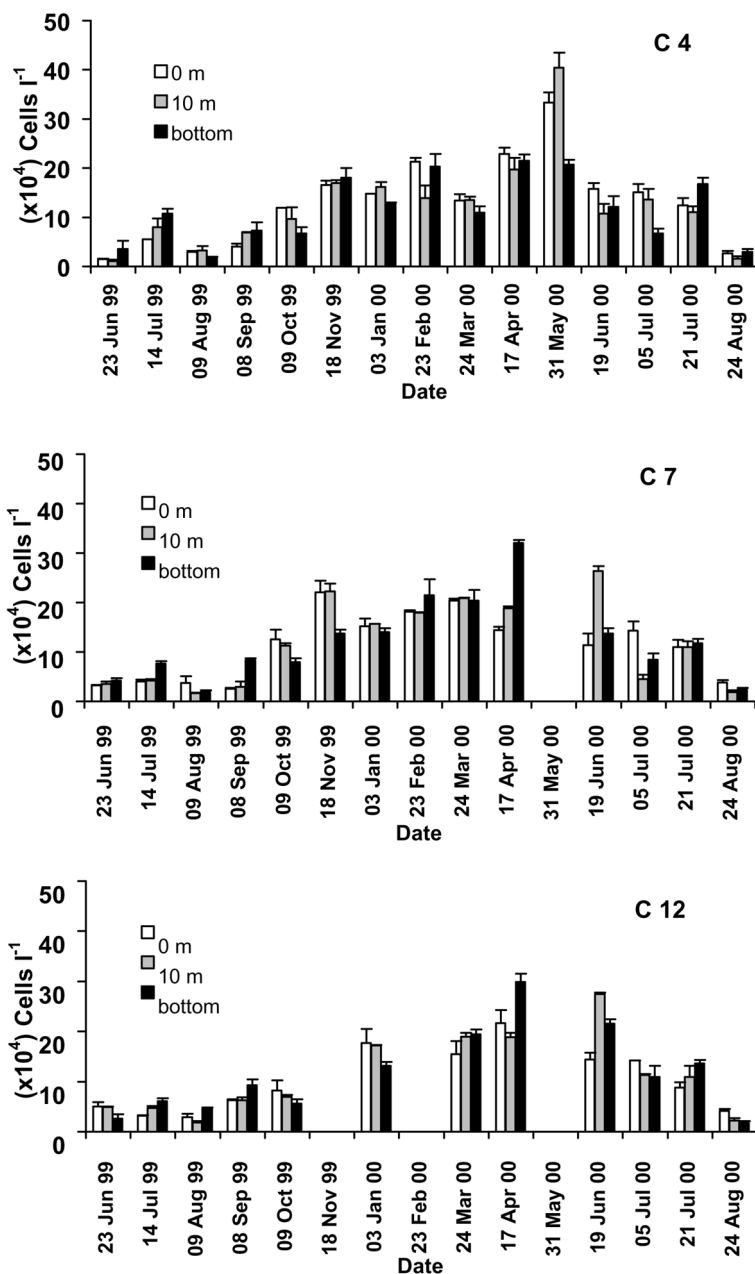 C 4
50
40
30
20
10
0
(x10⁴) Cells l⁻¹
0 m
10 m
bottom
23 Jun 99
14 Jul 99
09 Aug 99
08 Sep 99
09 Oct 99
18 Nov 99
03 Jan 00
23 Feb 00
24 Mar 00
17 Apr 00
31 May 00
19 Jun 00
05 Jul 00
21 Jul 00
24 Aug 00
Date
C 7
50
40
30
20
10
0
(x10⁴) Cells l⁻¹
0 m
10 m
bottom
23 Jun 99
14 Jul 99
09 Aug 99
08 Sep 99
09 Oct 99
18 Nov 99
03 Jan 00
23 Feb 00
24 Mar 00
17 Apr 00
31 May 00
19 Jun 00
05 Jul 00
21 Jul 00
24 Aug 00
Date
C 12
50
40
30
20
10
0
(x10⁴) Cells l⁻¹
0 m
10 m
bottom
23 Jun 99
14 Jul 99
09 Aug 99
08 Sep 99
09 Oct 99
18 Nov 99
03 Jan 00
23 Feb 00
24 Mar 00
17 Apr 00
31 May 00
19 Jun 00
05 Jul 00
21 Jul 00
24 Aug 00
Date